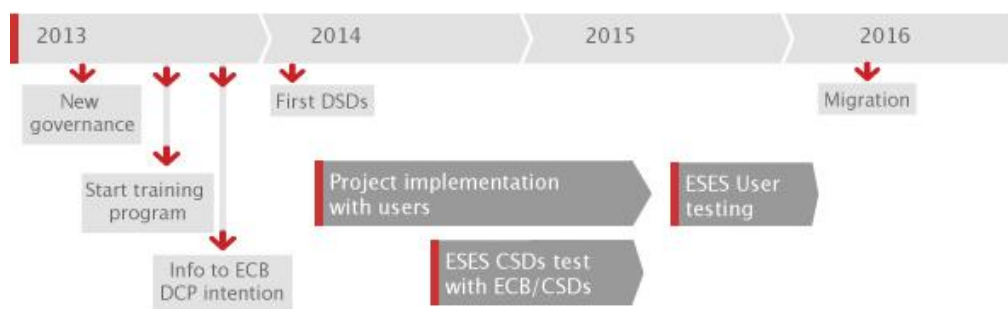 2013
2014
2015
2016
New
governance
First DSDs
Migration
Start training
program
Project implementation
with users
ESES User
testing
Info to ECB
DCP intention
ESES CSDs test
with ECB/CSDs